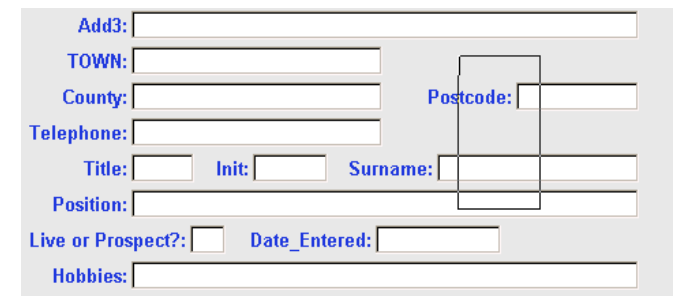 Add3:
TOWN:
County: Postcode:
Telephone:
Title: Init: Surname:
Position:
Live or Prospect?: Date_Entered:
Hobbies: